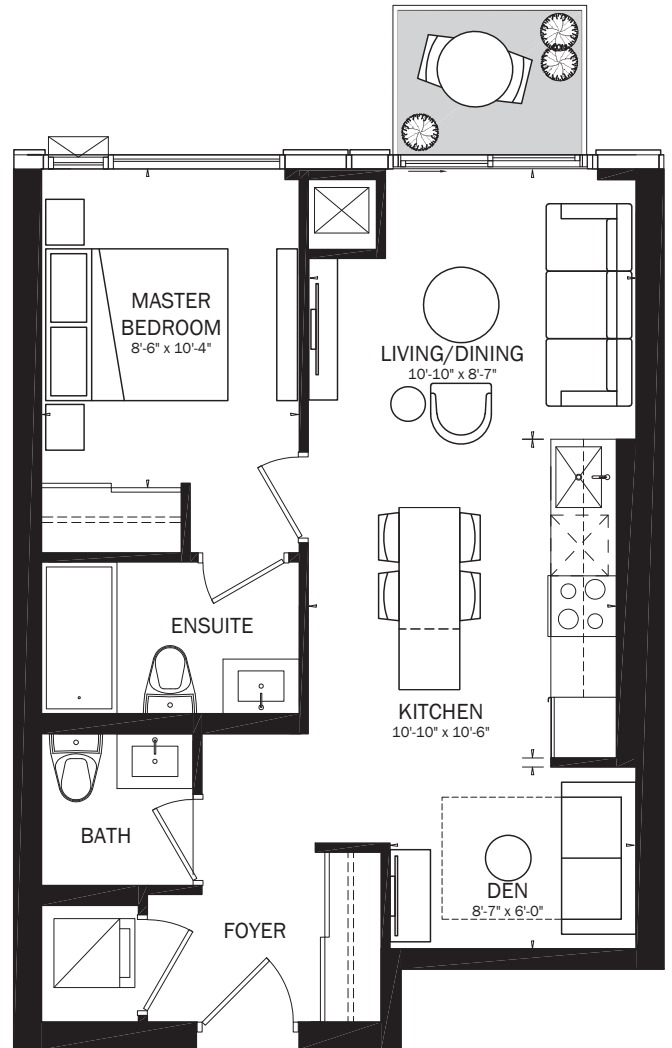 MASTER
BEDROOM
8'-6" x 10'-4"
LIVING/DINING
10'-10" x 8'-7"
ENSUITE
KITCHEN
10'-10" x 10'-6"
BATH
DEN
8'-7" x 6'-0"
FOYER